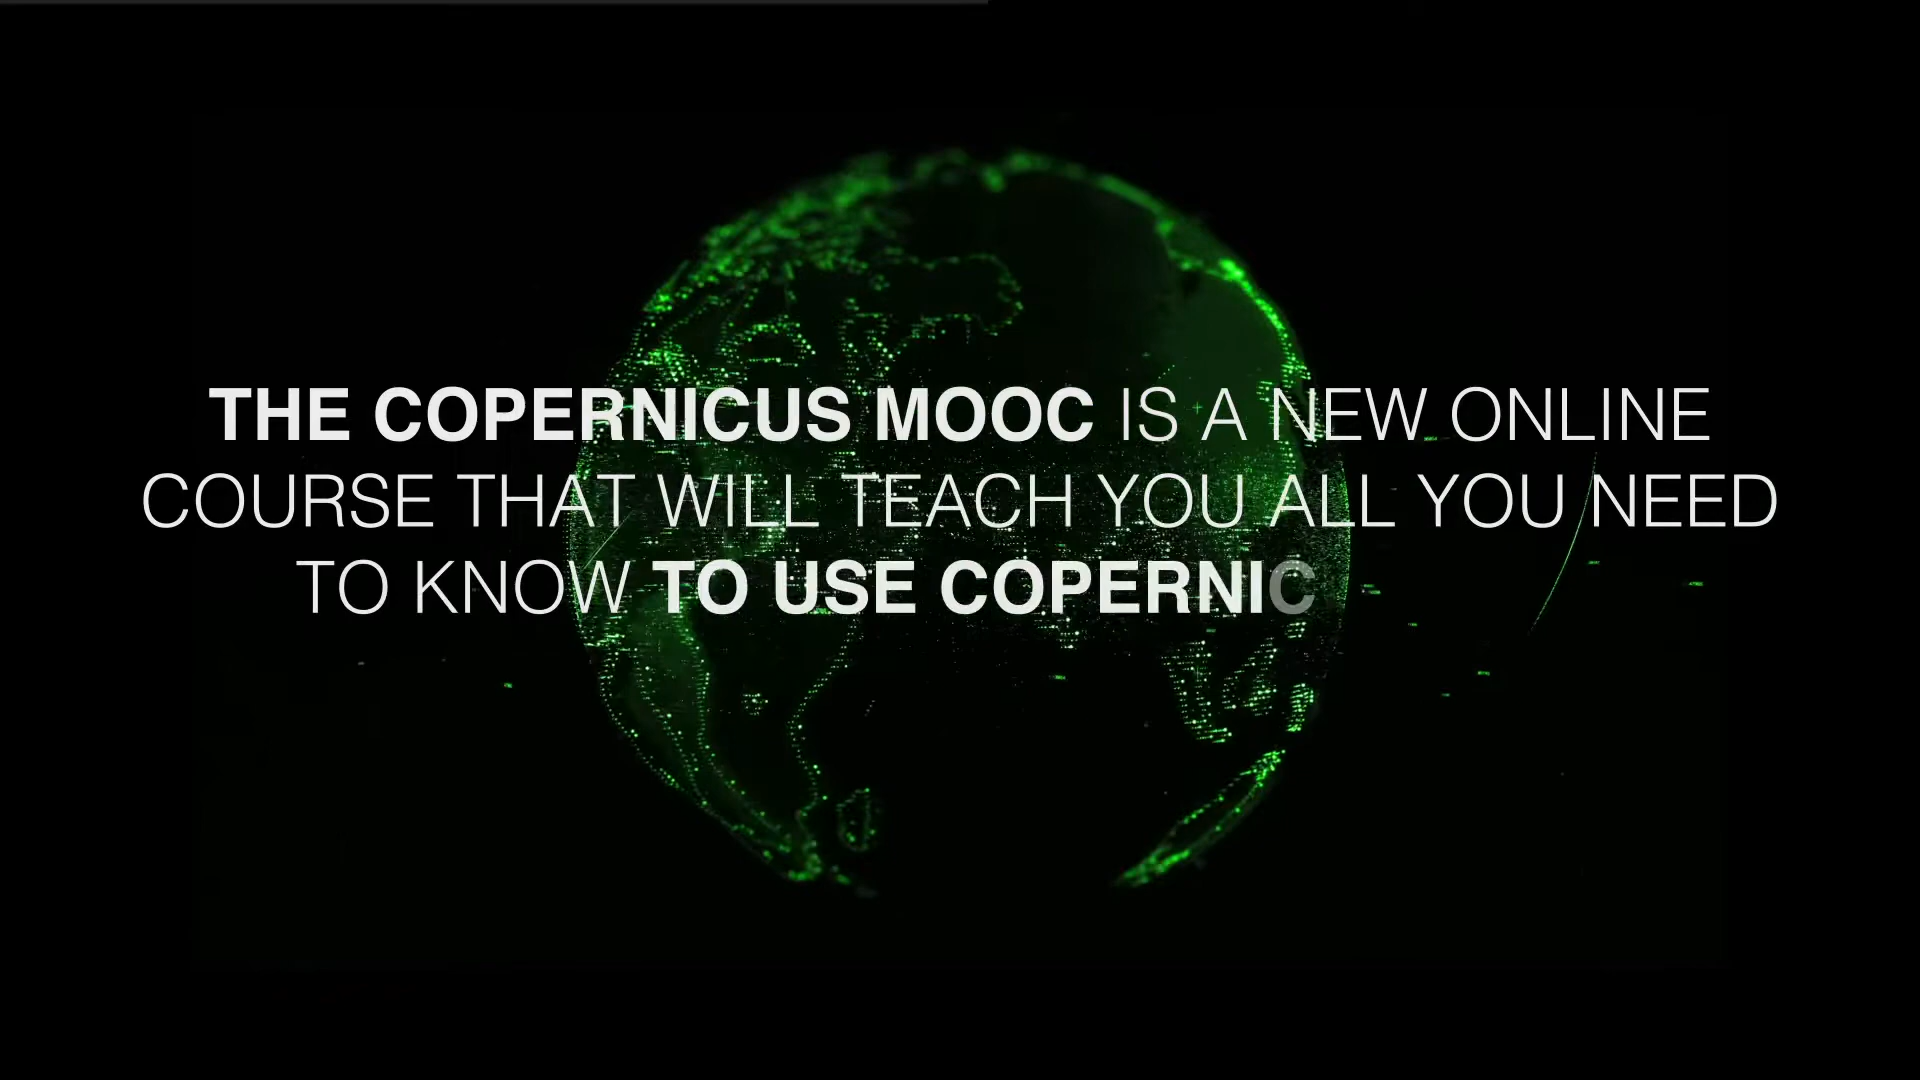 THE COPERNICUS MOOC IS A NEW ONLINE
COURSE THAT WILL TEACH YOU ALL YOU NEED
TO KNOW TO USE COPERNIC